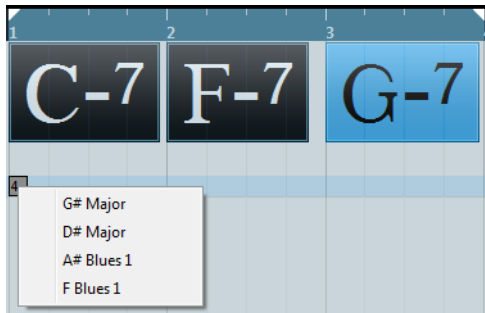 1 2 3
C-7 F-7 G-7
4
G# Major
D# Major
A# Blues 1
F Blues 1